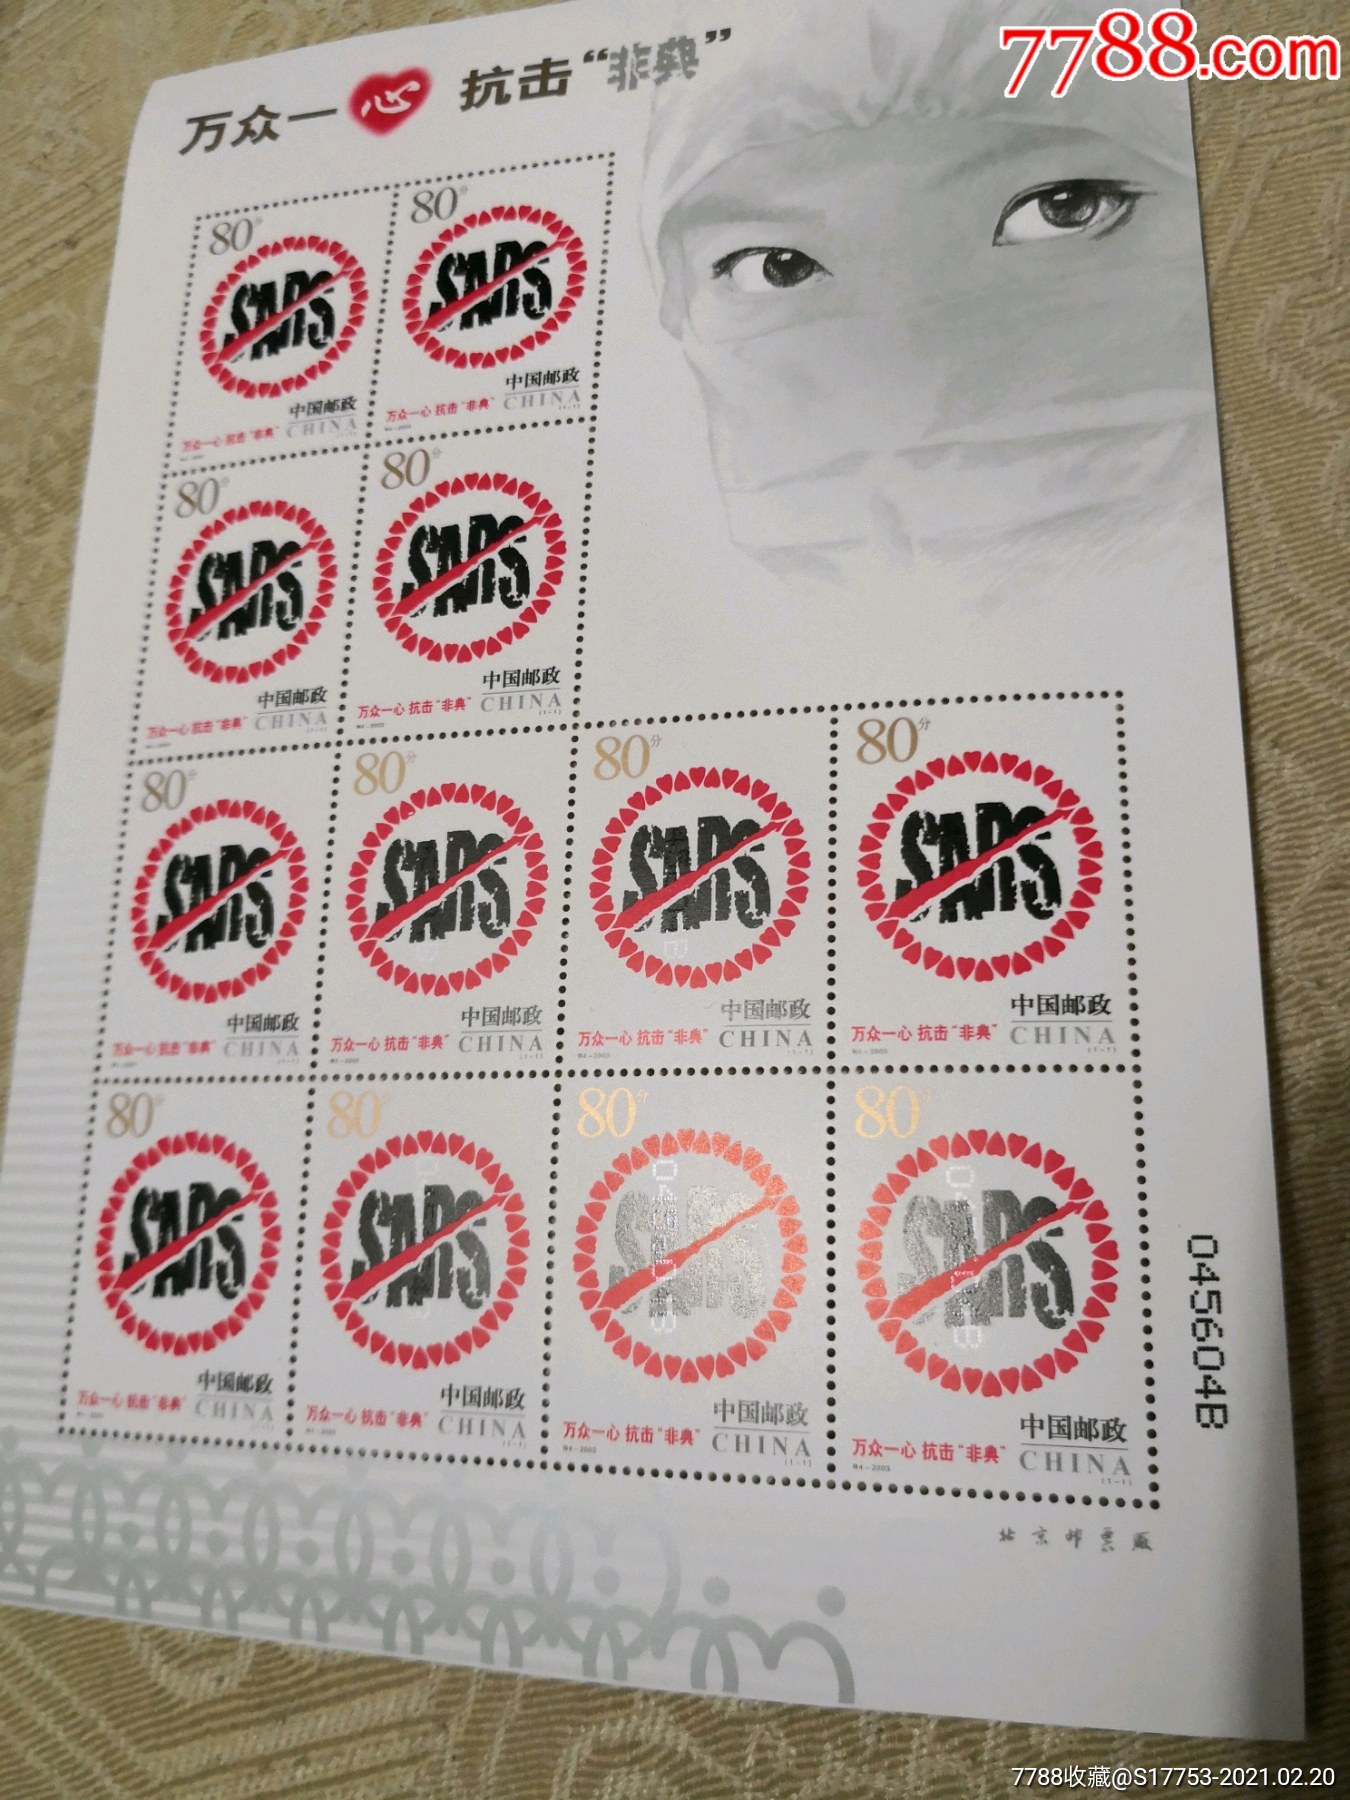 7788.com
万众一心 抗击“非典”
80分 80分
SARS SARS
中国邮政 中国邮政
CHINA CHINA
万众一心 抗击“非典” 万众一心 抗击“非典”
80分 80分
SARS SARS
中国邮政 中国邮政
CHINA CHINA
万众一心 抗击“非典” 万众一心 抗击“非典”
80分 80分 80分 80分
SARS SARS SARS SARS
中国邮政 中国邮政 中国邮政 中国邮政
CHINA CHINA CHINA CHINA
万众一心 抗击“非典” 万众一心 抗击“非典” 万众一心 抗击“非典” 万众一心 抗击“非典”
80分 80分 80分 80分
SARS SARS SARS SARS
中国邮政 中国邮政 中国邮政 中国邮政
CHINA CHINA CHINA CHINA
(1-1) (1-1) (1-1)
万众一心 抗击“非典” 万众一心 抗击“非典” 万众一心 抗击“非典” 万众一心 抗击“非典”
045604B
北京邮票厂
7788收藏@S17753-2021.02.20